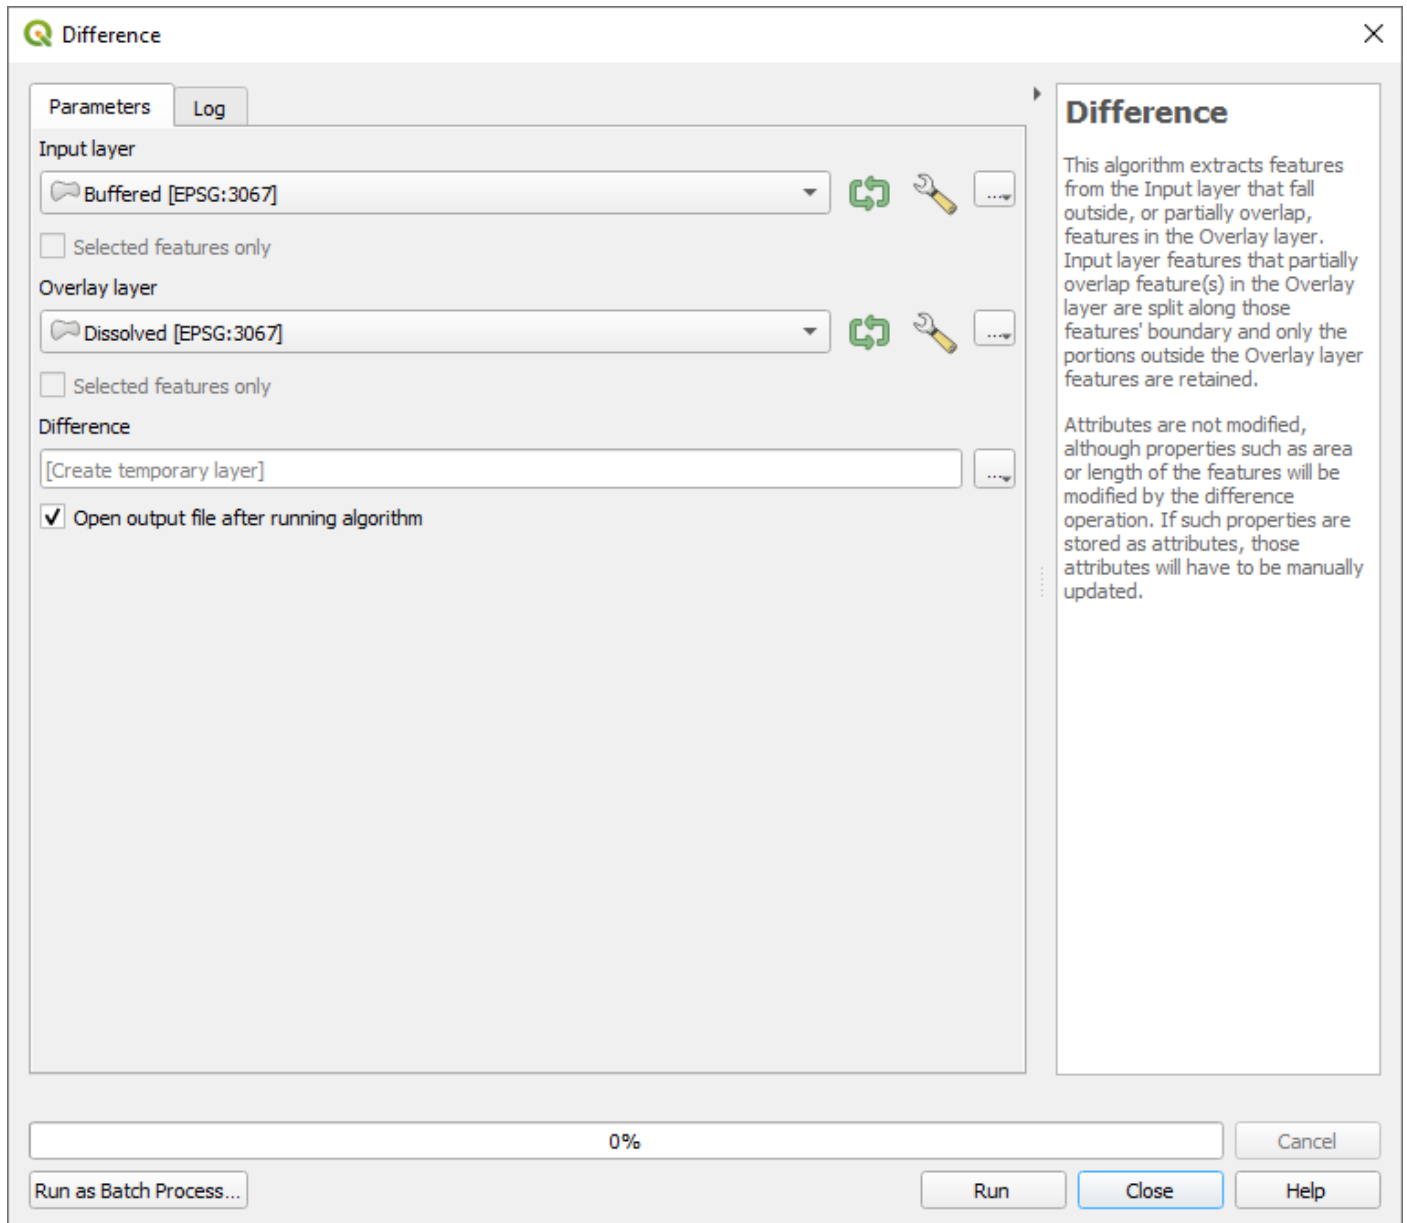 Difference
Parameters
Log
Input layer
Buffered [EPSG:3067]
...
Selected features only
Overlay layer
Dissolved [EPSG:3067]
...
Selected features only
Difference
[Create temporary layer]
...
Open output file after running algorithm
Difference
This algorithm extracts features
from the Input layer that fall
outside, or partially overlap,
features in the Overlay layer.
Input layer features that partially
overlap feature(s) in the Overlay
layer are split along those
features' boundary and only the
portions outside the Overlay layer
features are retained.
Attributes are not modified,
although properties such as area
or length of the features will be
modified by the difference
operation. If such properties are
stored as attributes, those
attributes will have to be manually
updated.
0%
Cancel
Run as Batch Process...
Run
Close
Help